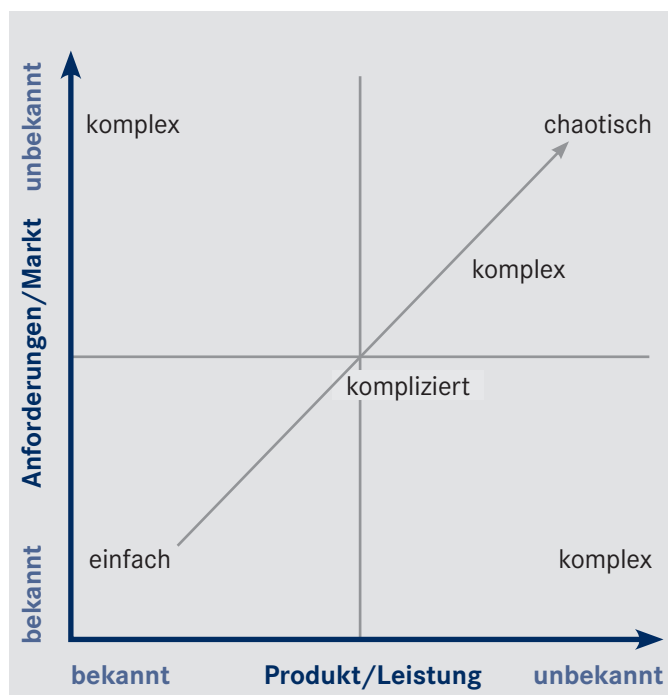 unbekannt
Anforderungen/Markt
bekannt
komplex
chaotisch
komplex
kompliziert
einfach
komplex
bekannt
Produkt/Leistung
unbekannt